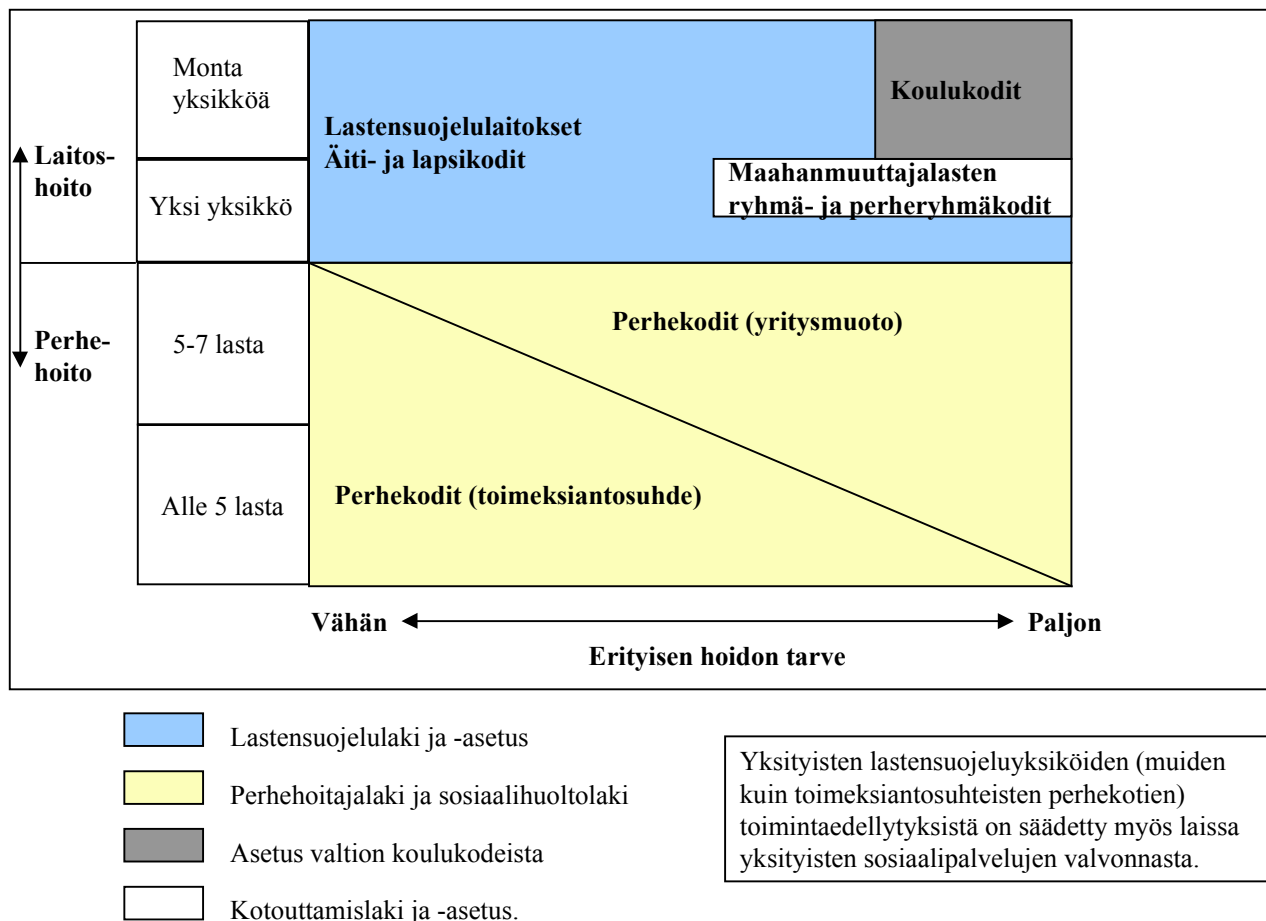 Monta
yksikköä
Koulukodit
Lastensuojelulaitokset
Äiti- ja lapsikodit
Laitos-
hoito
Yksi yksikkö
Maahanmuuttajalasten
ryhmä- ja perheryhmäkodit
Perhe-
hoito
5-7 lasta
Perhekodit (yritysmuoto)
Alle 5 lasta
Perhekodit (toimeksiantosuhde)
Vähän
Paljon
Erityisen hoidon tarve
Lastensuojelulaki ja -asetus
Perhehoitajalaki ja sosiaalihuoltolaki
Asetus valtion koulukodeista
Kotouttamislaki ja -asetus.
Yksityisten lastensuojeluyksiköiden (muiden
kuin toimeksiantosuhteisten perhekotien)
toimintaedellytyksistä on säädetty myös laissa
yksityisten sosiaalipalvelujen valvonnasta.